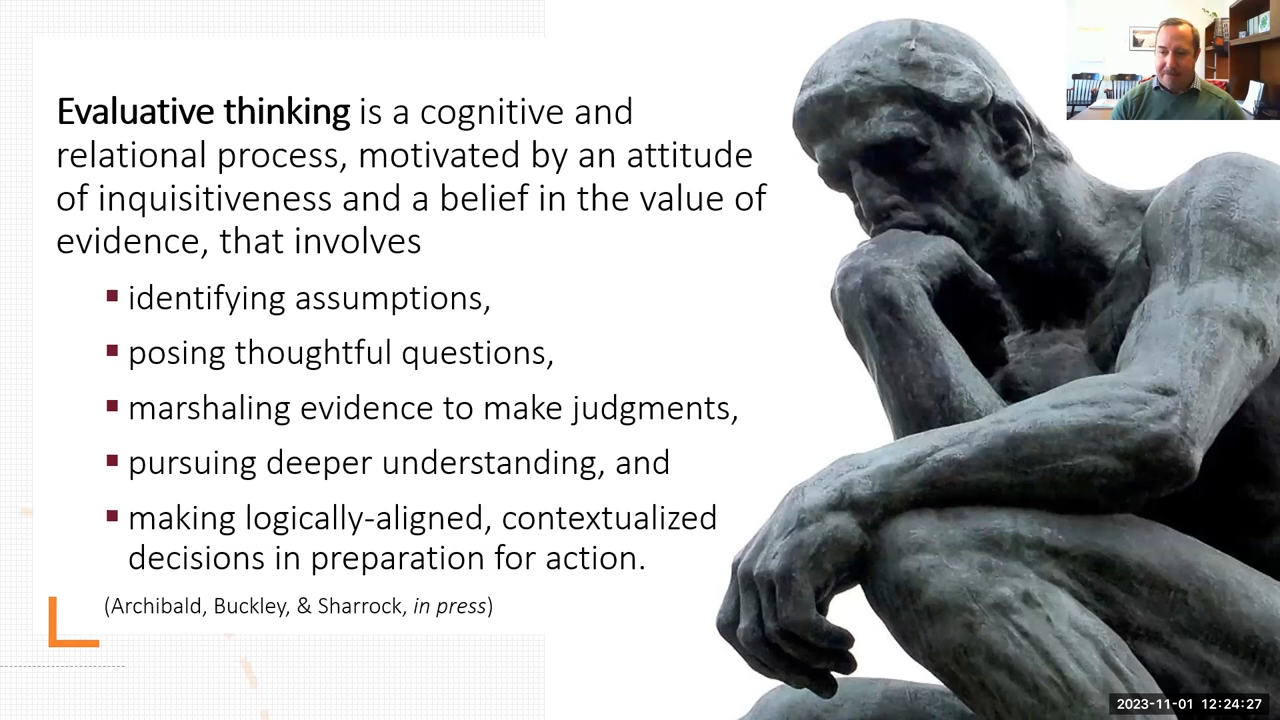 Evaluative thinking is a cognitive and
relational process, motivated by an attitude
of inquisitiveness and a belief in the value of
evidence, that involves
▪ identifying assumptions,
▪ posing thoughtful questions,
▪ marshaling evidence to make judgments,
▪ pursuing deeper understanding, and
▪ making logically-aligned, contextualized
decisions in preparation for action.
(Archibald, Buckley, & Sharrock, in press)
2023-11-01 12:24:27